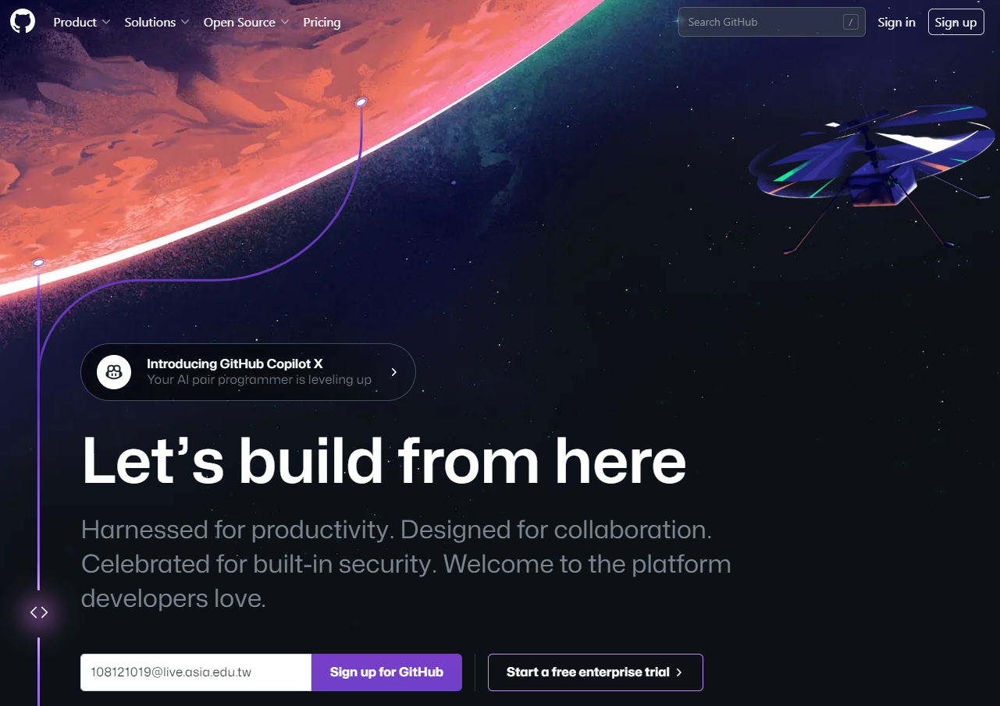 Product Solutions Open Source Pricing Search GitHub / Sign in Sign up
Introducing GitHub Copilot X
Your AI pair programmer is leveling up
Let’s build from here
Harnessed for productivity. Designed for collaboration.
Celebrated for built-in security. Welcome to the platform
developers love.
108121019@live.asia.edu.tw Sign up for GitHub Start a free enterprise trial